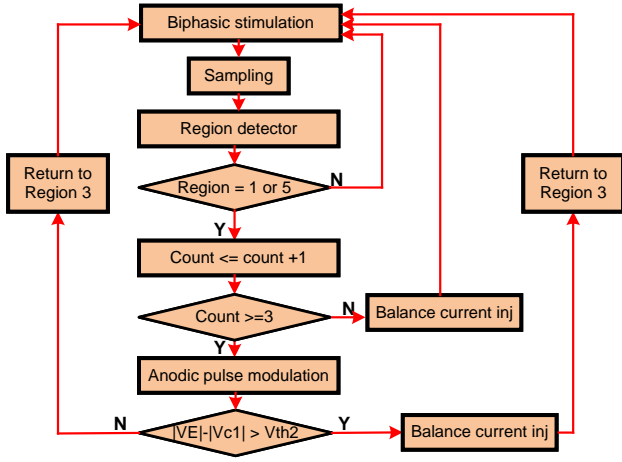 Biphasic stimulation
Sampling
Region detector
Return to
Region 3
Return to
Region 3
Region = 1 or 5
N
Y
Count <= count +1
Count >=3
N
Balance current inj
Y
Anodic pulse modulation
N
|VE|-|Vc1| > Vth2
Y
Balance current inj